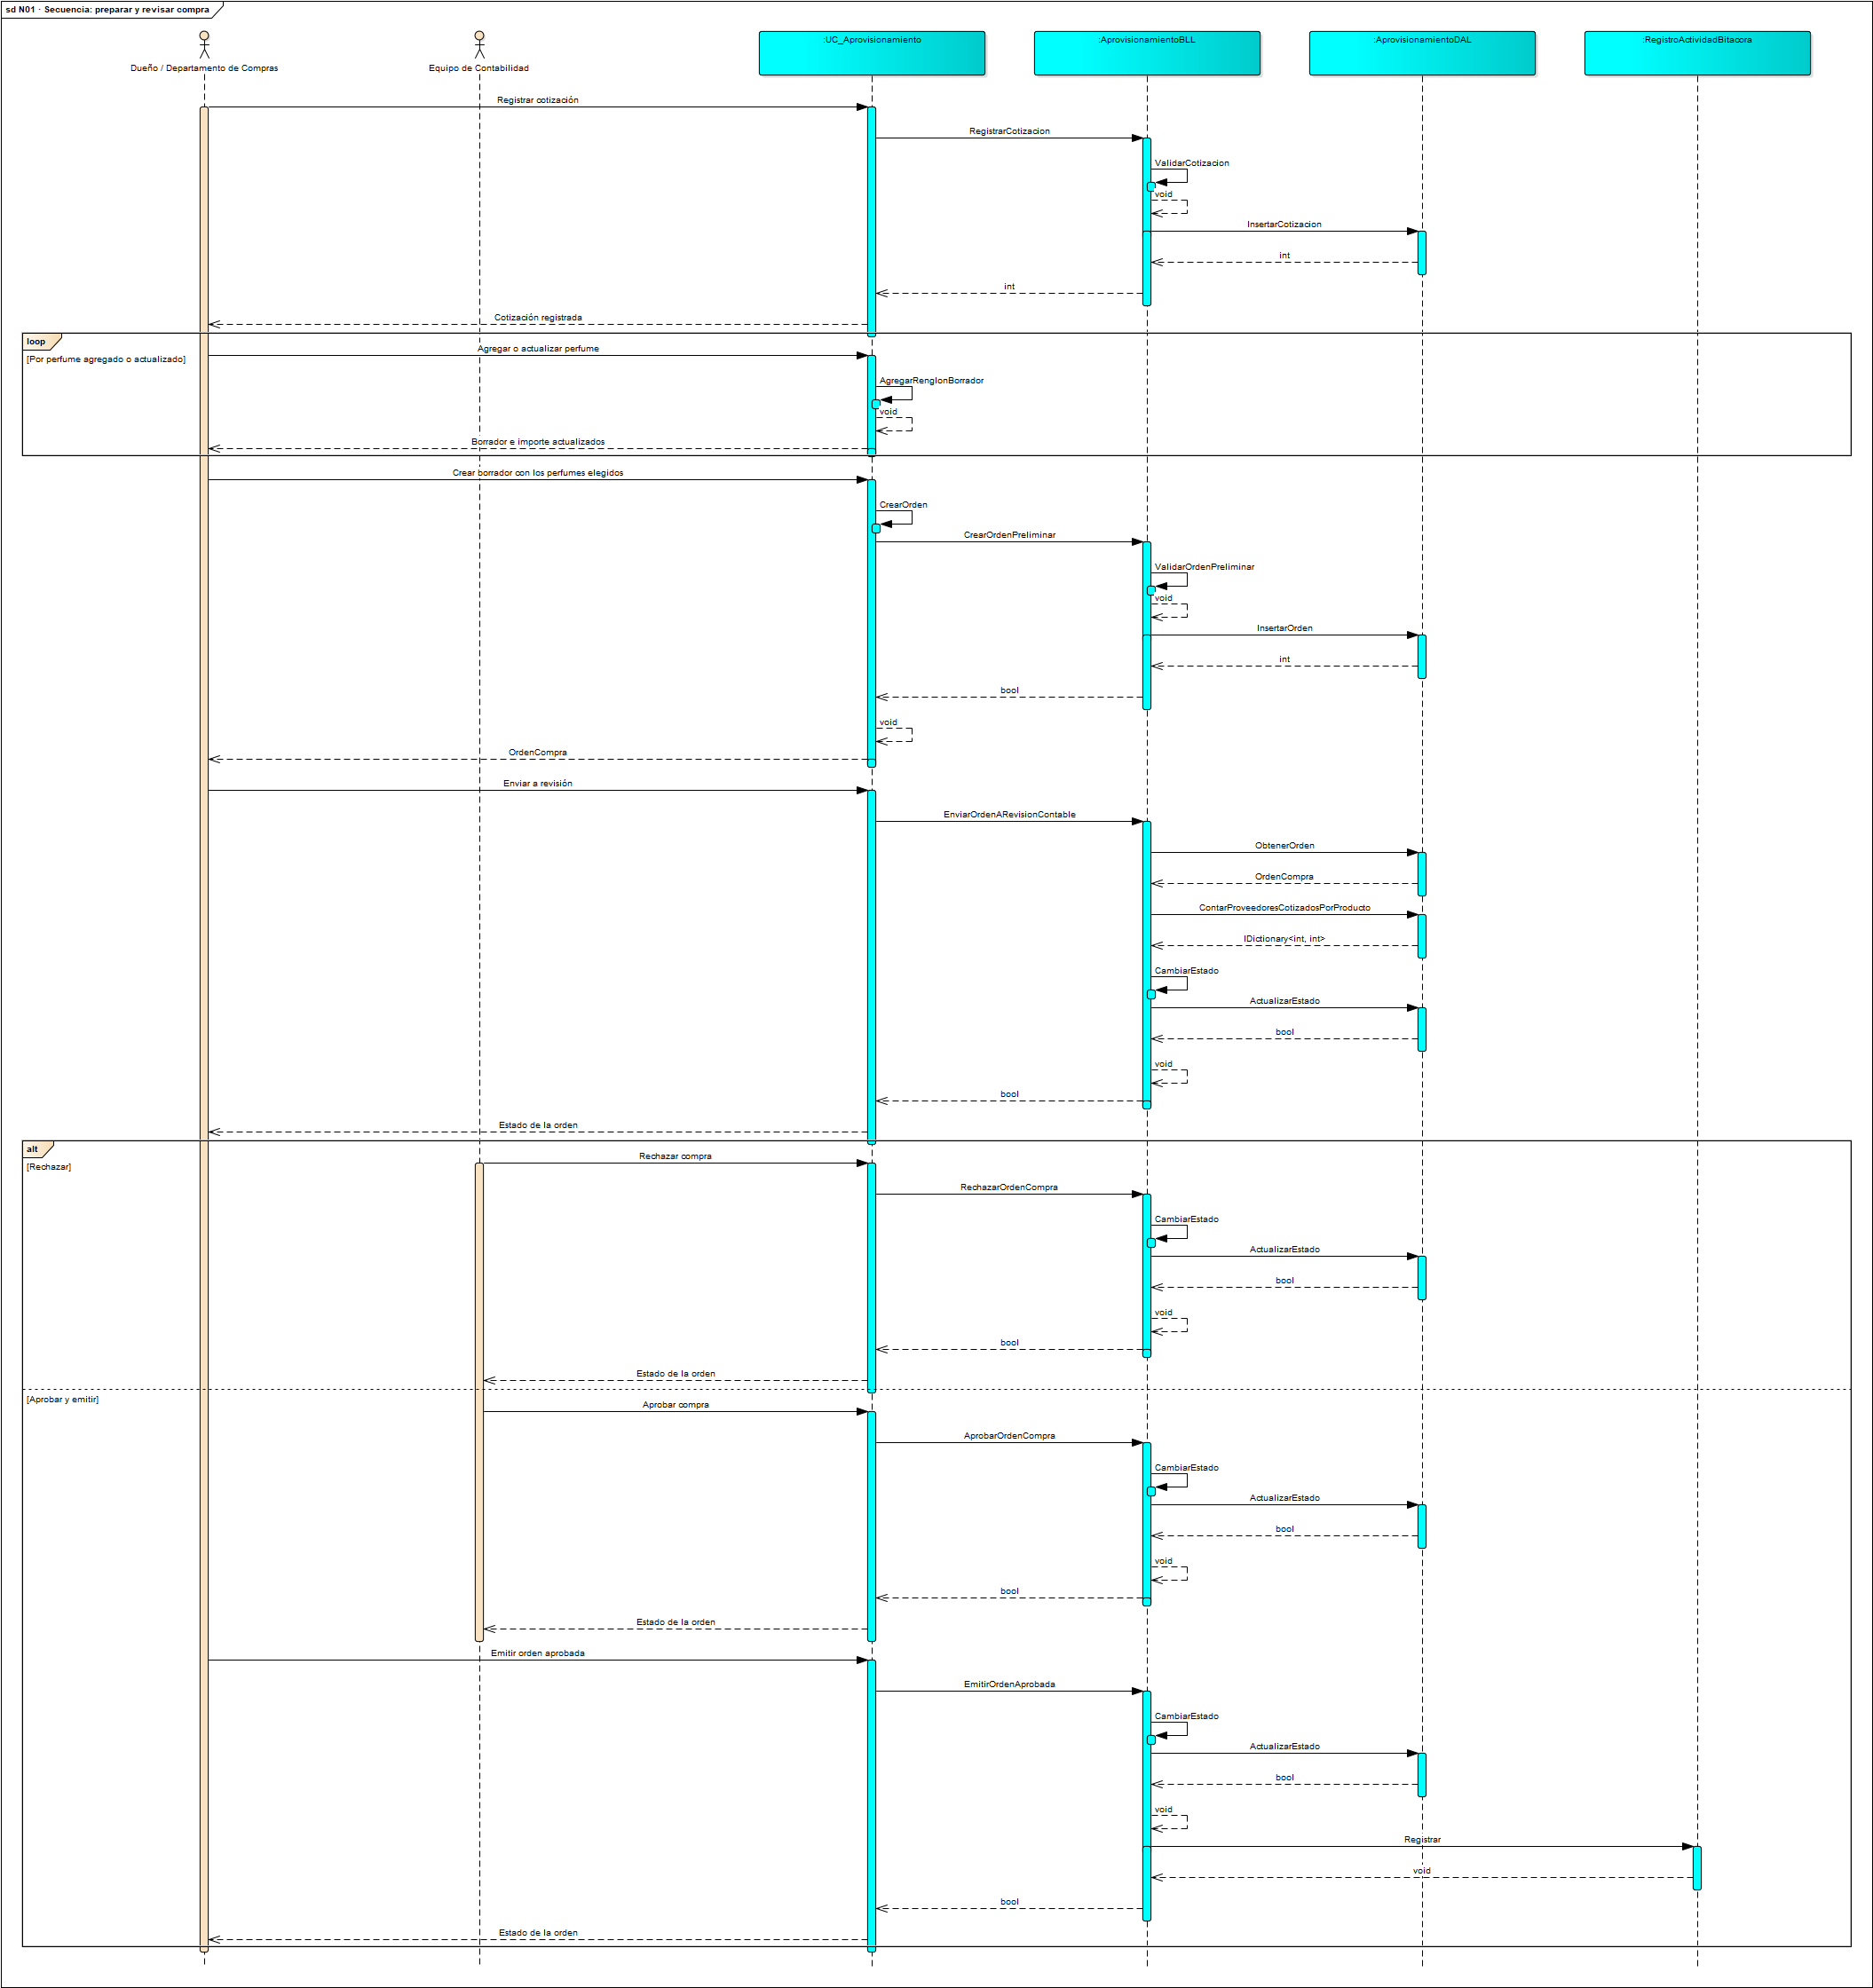 sd N01 · Secuencia: preparar y revisar compra
Dueño / Departamento de Compras
Equipo de Contabilidad
:UC_Aprovisionamiento
:AprovisionamientoBLL
:AprovisionamientoDAL
:RegistroActividadBitacora
Registrar cotización
RegistrarCotizacion
ValidarCotizacion
void
InsertarCotizacion
int
int
Cotización registrada
loop
[Por perfume agregado o actualizado]
Agregar o actualizar perfume
AgregarRenglonBorrador
void
Borrador e importe actualizados
Crear borrador con los perfumes elegidos
CrearOrden
CrearOrdenPreliminar
ValidarOrdenPreliminar
void
InsertarOrden
int
bool
void
OrdenCompra
Enviar a revisión
EnviarOrdenARevisionContable
ObtenerOrden
OrdenCompra
ContarProveedoresCotizadosPorProducto
IDictionary<int, int>
CambiarEstado
ActualizarEstado
bool
void
bool
Estado de la orden
alt
[Rechazar]
Rechazar compra
RechazarOrdenCompra
CambiarEstado
ActualizarEstado
bool
void
bool
Estado de la orden
[Aprobar y emitir]
Aprobar compra
AprobarOrdenCompra
CambiarEstado
ActualizarEstado
bool
void
bool
Estado de la orden
Emitir orden aprobada
EmitirOrdenAprobada
CambiarEstado
ActualizarEstado
bool
void
Registrar
void
bool
Estado de la orden